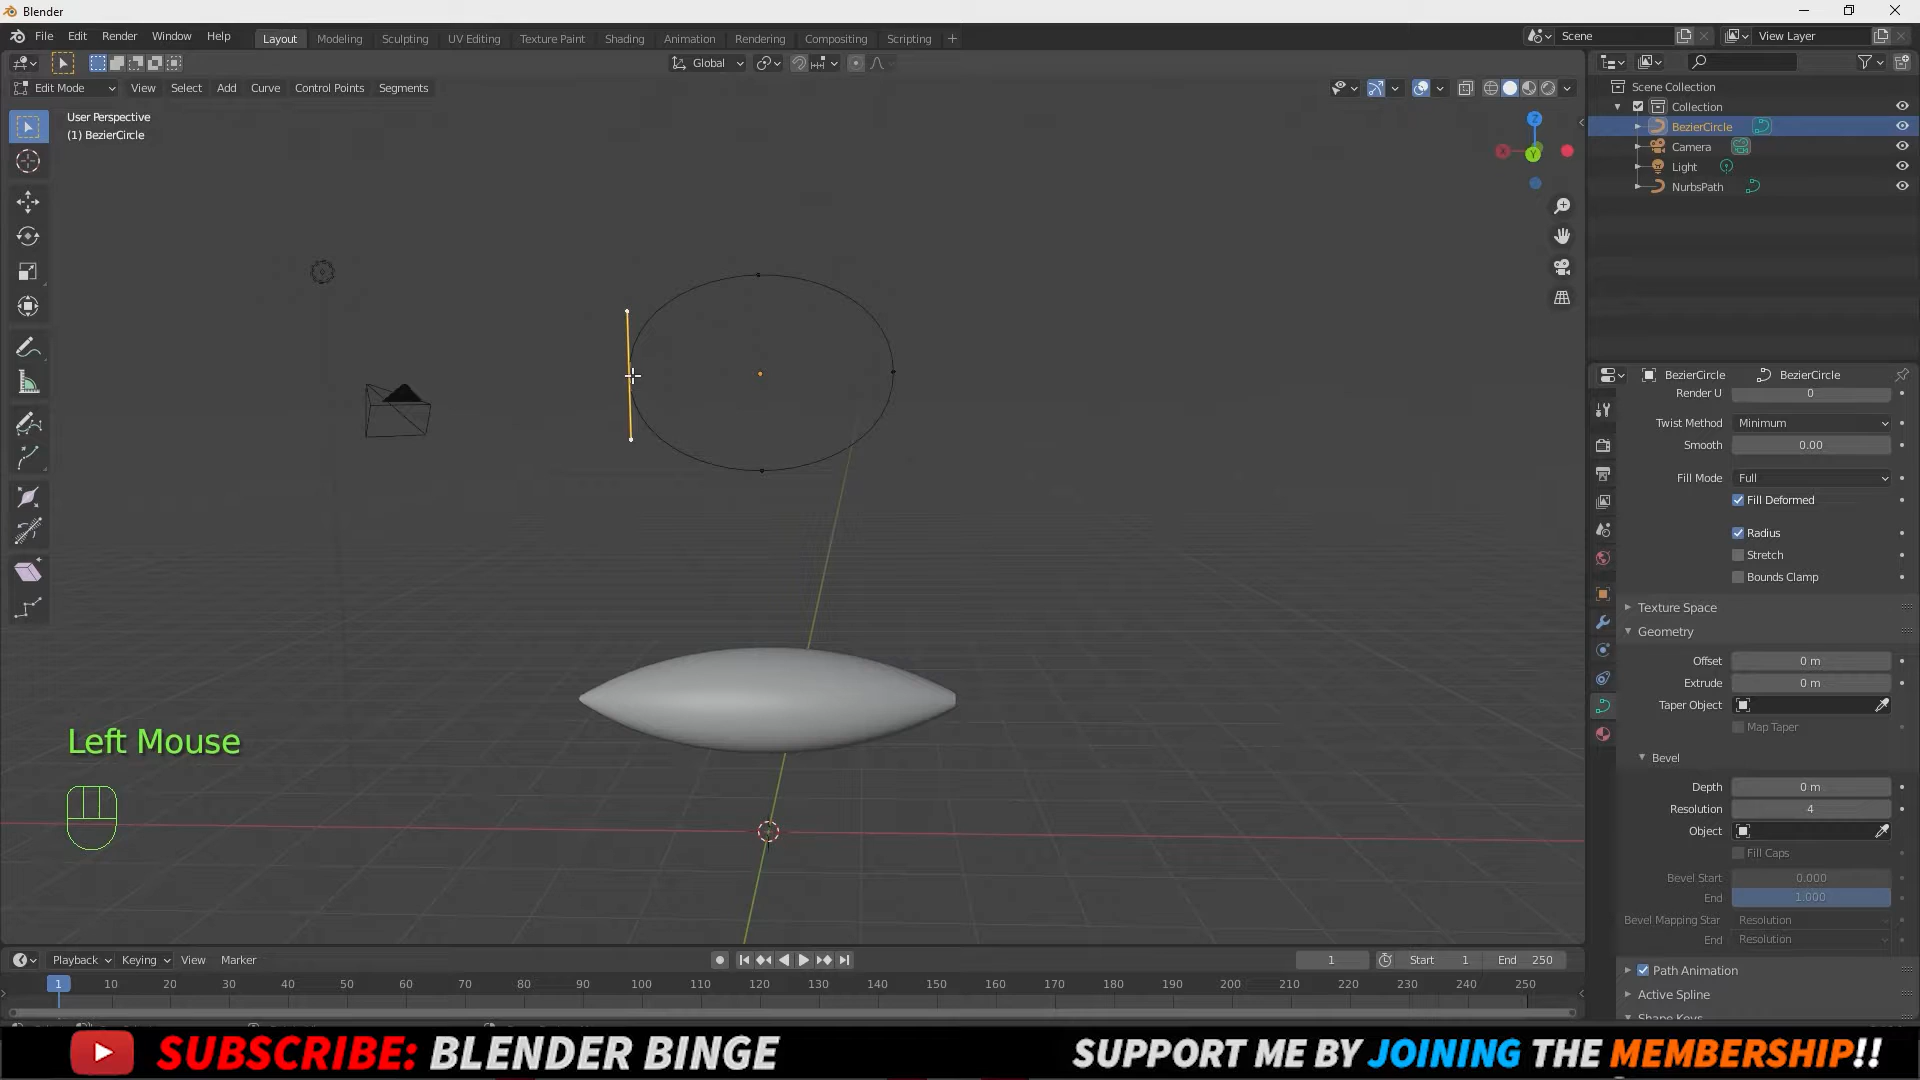 Blender
File Edit Render Window Help Layout Modeling Sculpting UV Editing Texture Paint Shading Animation Rendering Compositing Scripting + Scene View Layer
Global
Edit Mode View Select Add Curve Control Points Segments
User Perspective
(1) BezierCircle
Z
X
Y
Scene Collection
Collection
BezierCircle
Camera
Light
NurbsPath
BezierCircle BezierCircle
Render U 0
Twist Method Minimum
Smooth 0.00
Fill Mode Full
Fill Deformed
Radius
Stretch
Bounds Clamp
Texture Space
Geometry
Offset 0 m
Extrude 0 m
Taper Object
Map Taper
Bevel
Depth 0 m
Resolution 4
Object
Fill Caps
Bevel Start 0.000
End 1.000
Bevel Mapping Star Resolution
End Resolution
Path Animation
Active Spline
Shape Keys
Left Mouse
Playback Keying View Marker 1 Start 1 End 250
1 10 20 30 40 50 60 70 80 90 100 110 120 130 140 150 160 170 180 190 200 210 220 230 240 250
SUBSCRIBE: BLENDER BINGE SUPPORT ME BY JOINING THE MEMBERSHIP!!